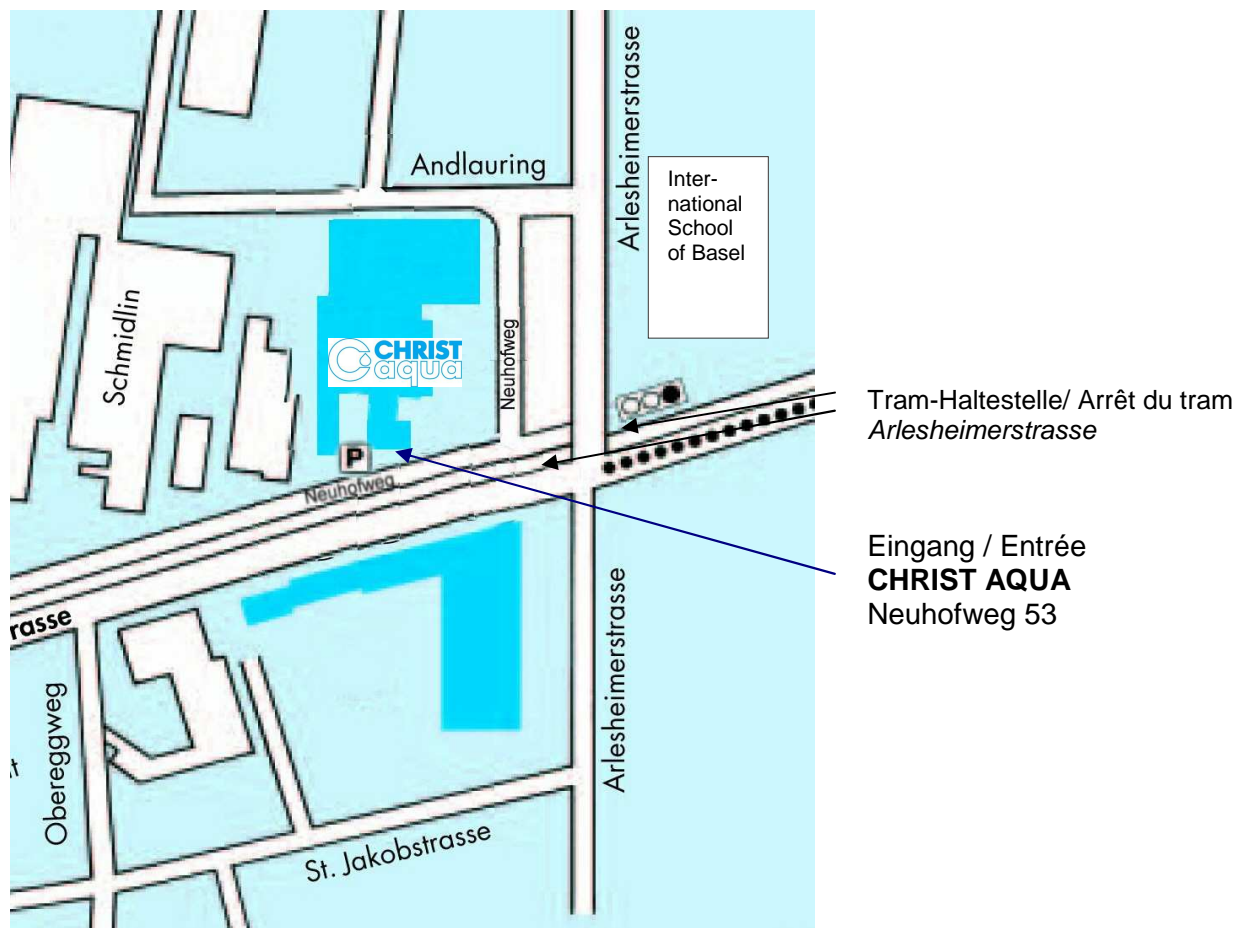 Arlesheimerstrasse
Andlauring
Inter-
national
School
of Basel
Schmidlin
CHRIST
aqua
Neuhofweg
P
Neuhofweg
Tram-Haltestelle/ Arrêt du tram
Arlesheimerstrasse
Eingang / Entrée
CHRIST AQUA
Neuhofweg 53
rasse
Obereggweg
Arlesheimerstrasse
St. Jakobstrasse